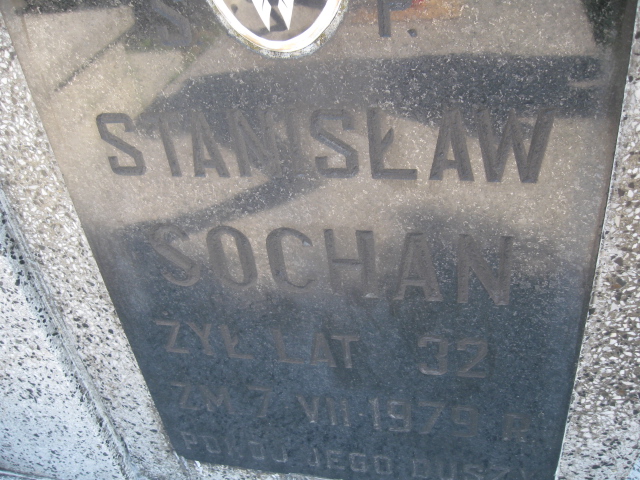 Ś. P.
STANISŁAW
SOCHAN
ŻYŁ LAT 32
ZM 7 VII 1979 R
POKÓJ JEGO DUSZY